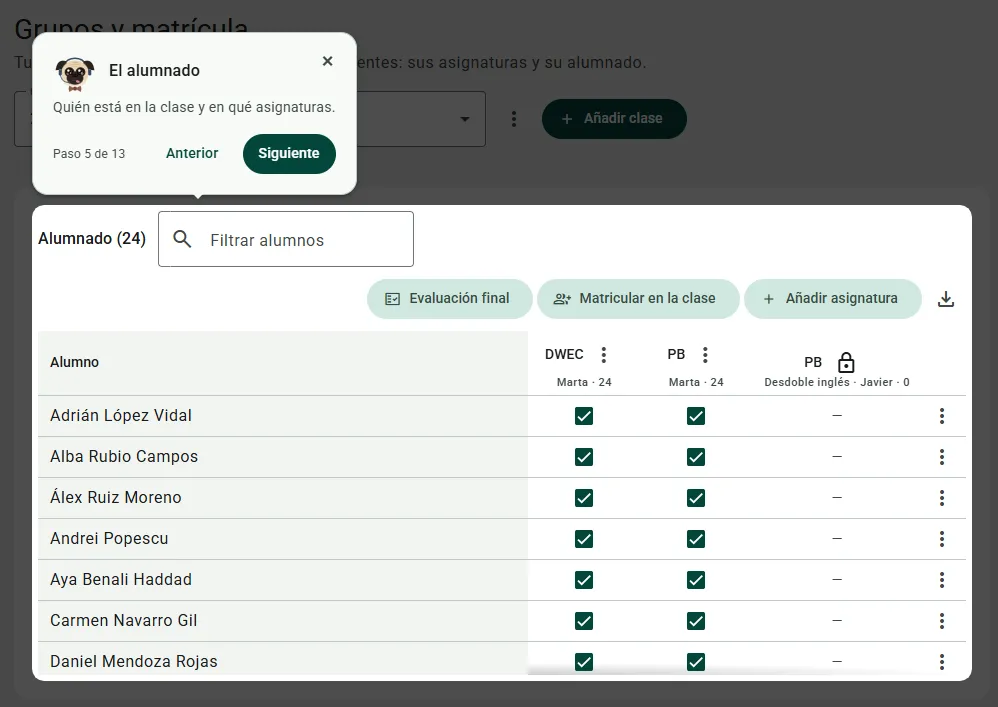 Grupos y matrícula
El alumnado
Quién está en la clase y en qué asignaturas.
entes: sus asignaturas y su alumnado.
Añadir clase
Paso 5 de 13
Anterior
Siguiente
Alumnado (24)
Filtrar alumnos
Evaluación final
Matricular en la clase
Añadir asignatura
Alumno
DWEC
PB
PB
Marta · 24
Marta · 24
Desdoble inglés · Javier · 0
Adrián López Vidal
–
Alba Rubio Campos
–
Álex Ruiz Moreno
–
Andrei Popescu
–
Aya Benali Haddad
–
Carmen Navarro Gil
–
Daniel Mendoza Rojas
–